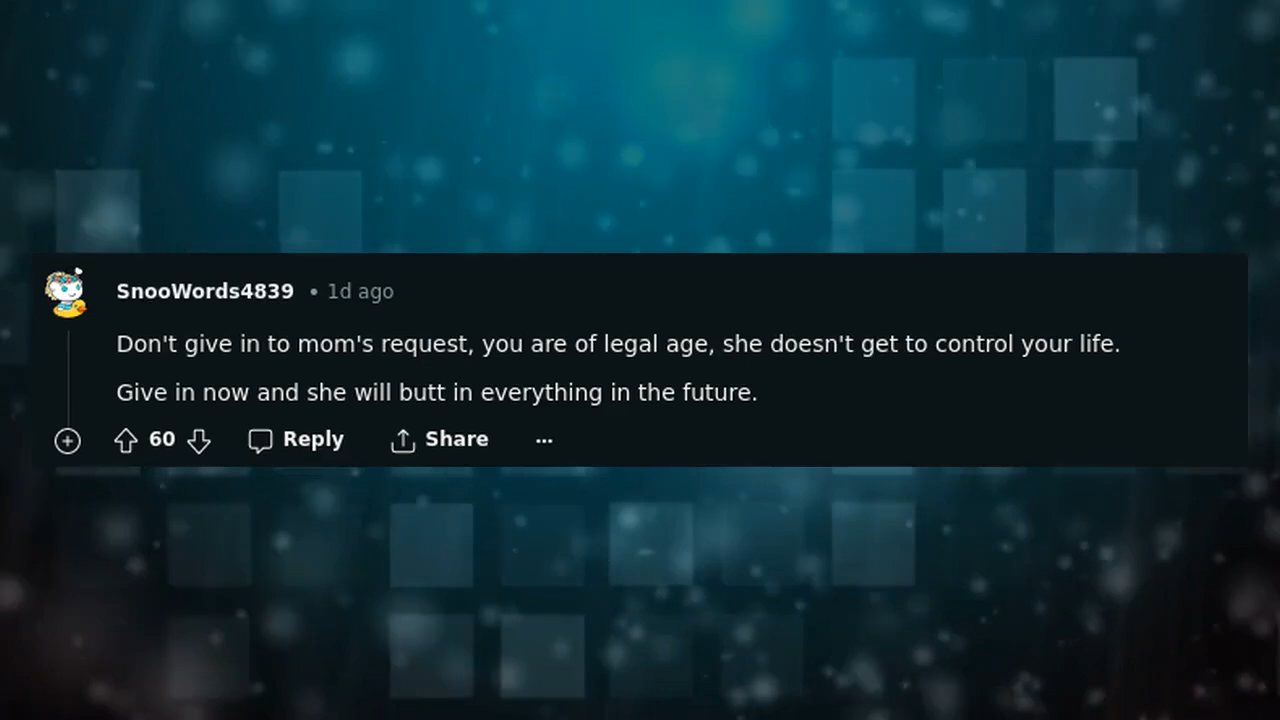 SnooWords4839 • 1d ago
Don't give in to mom's request, you are of legal age, she doesn't get to control your life.
Give in now and she will butt in everything in the future.
60 Reply Share ...